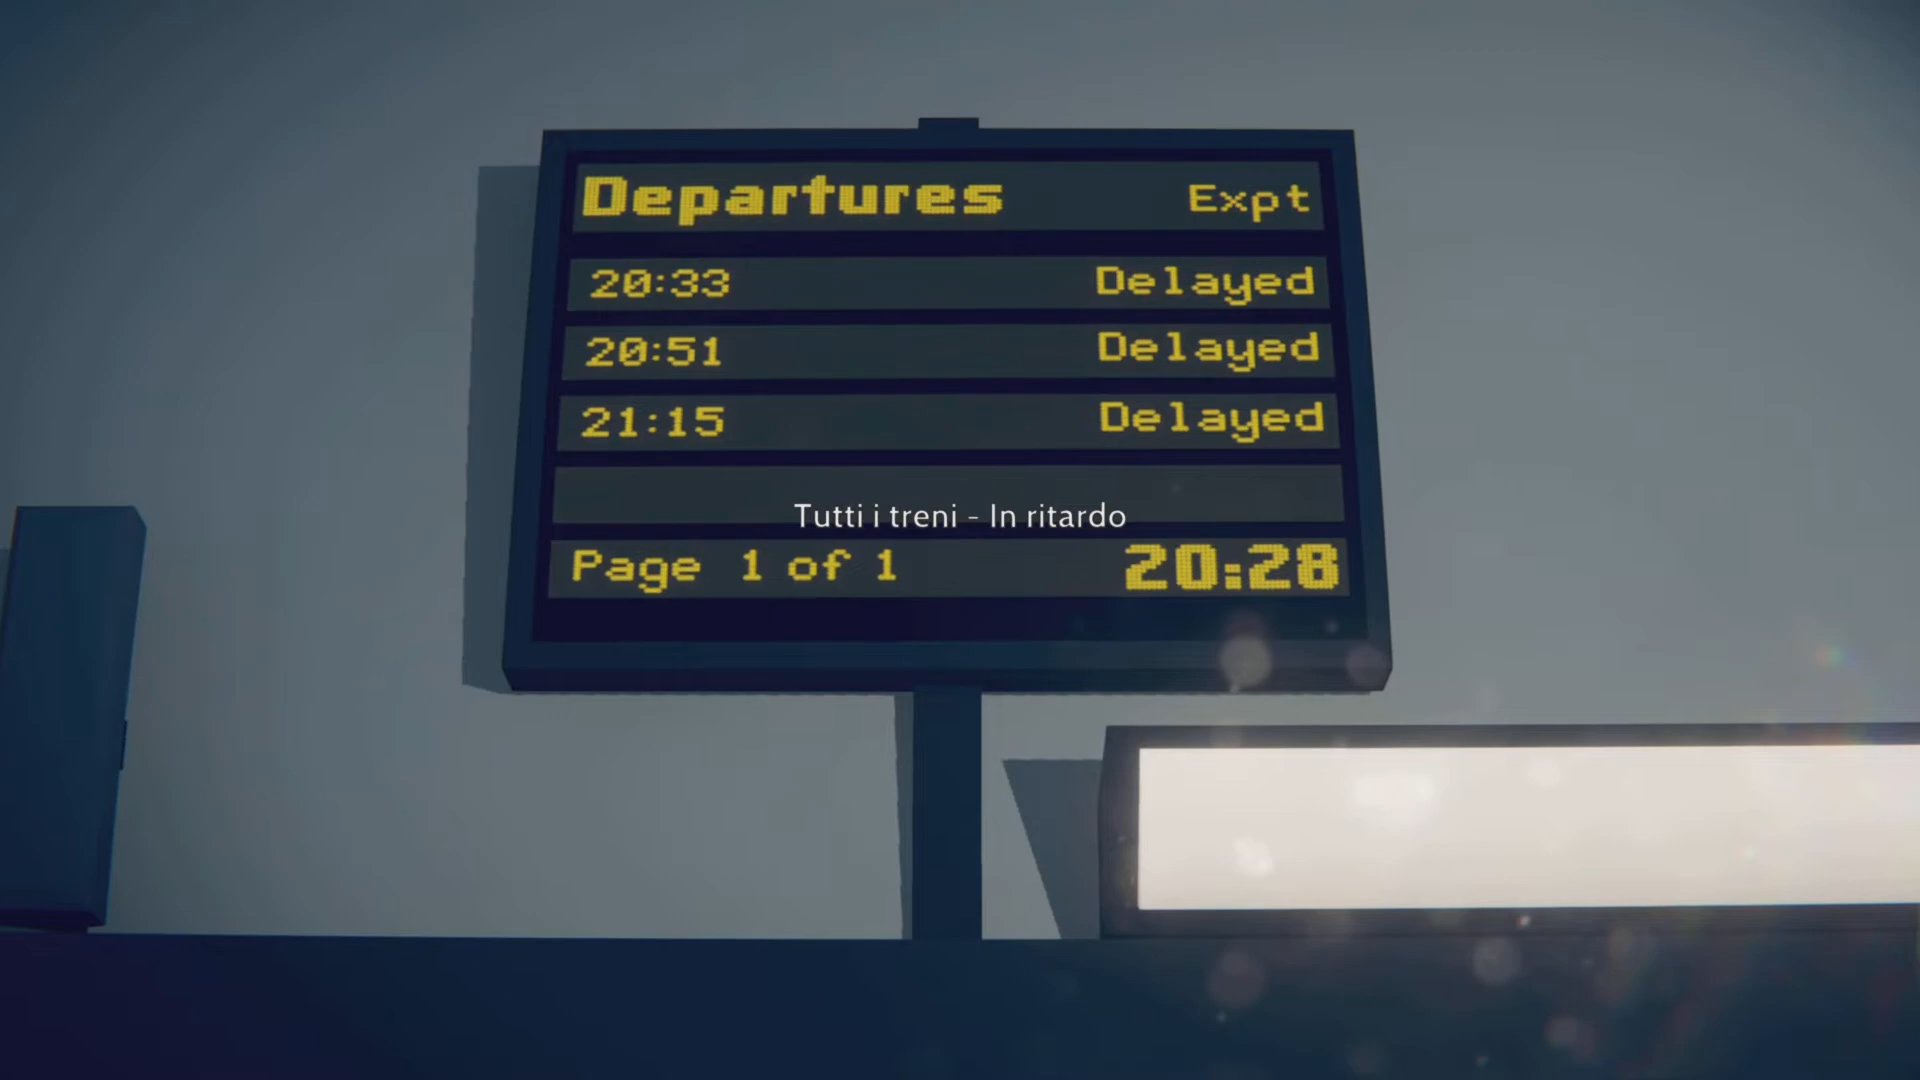 Departures Expt
20:33 Delayed
20:51 Delayed
21:15 Delayed
Tutti i treni - In ritardo
Page 1 of 1 20:28